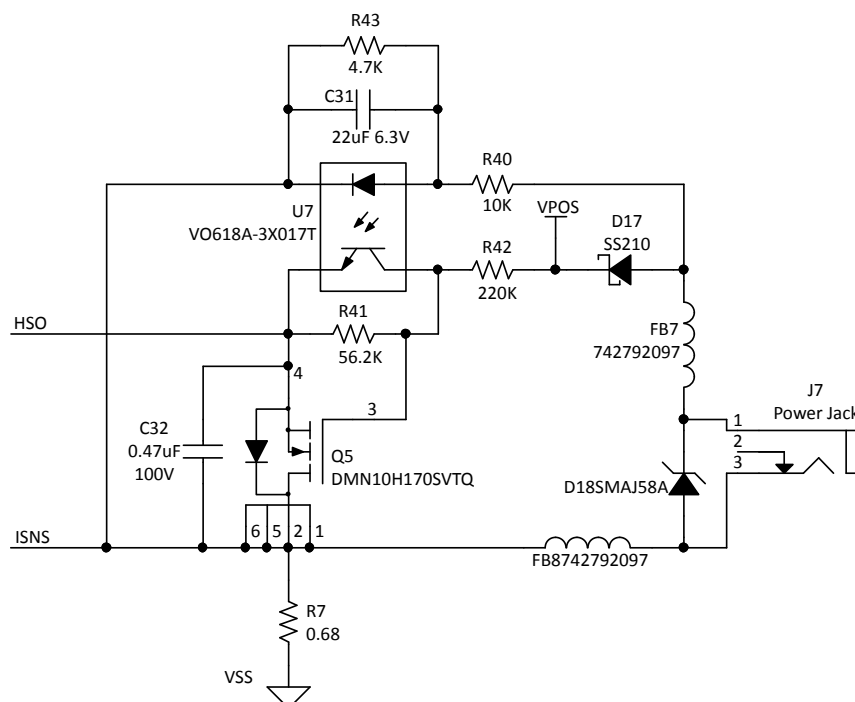 R43
4.7K
C31
22uF 6.3V
R40
10K
U7
VO618A-3X017T
VPOS
D17
SS210
R42
220K
HSO
R41
56.2K
FB7
742792097
4
J7
Power Jack
3
1
2
3
C32
0.47uF
100V
Q5
DMN10H170SVTQ
D18SMAJ58A
6
5
2
1
ISNS
FB8742792097
R7
0.68
VSS